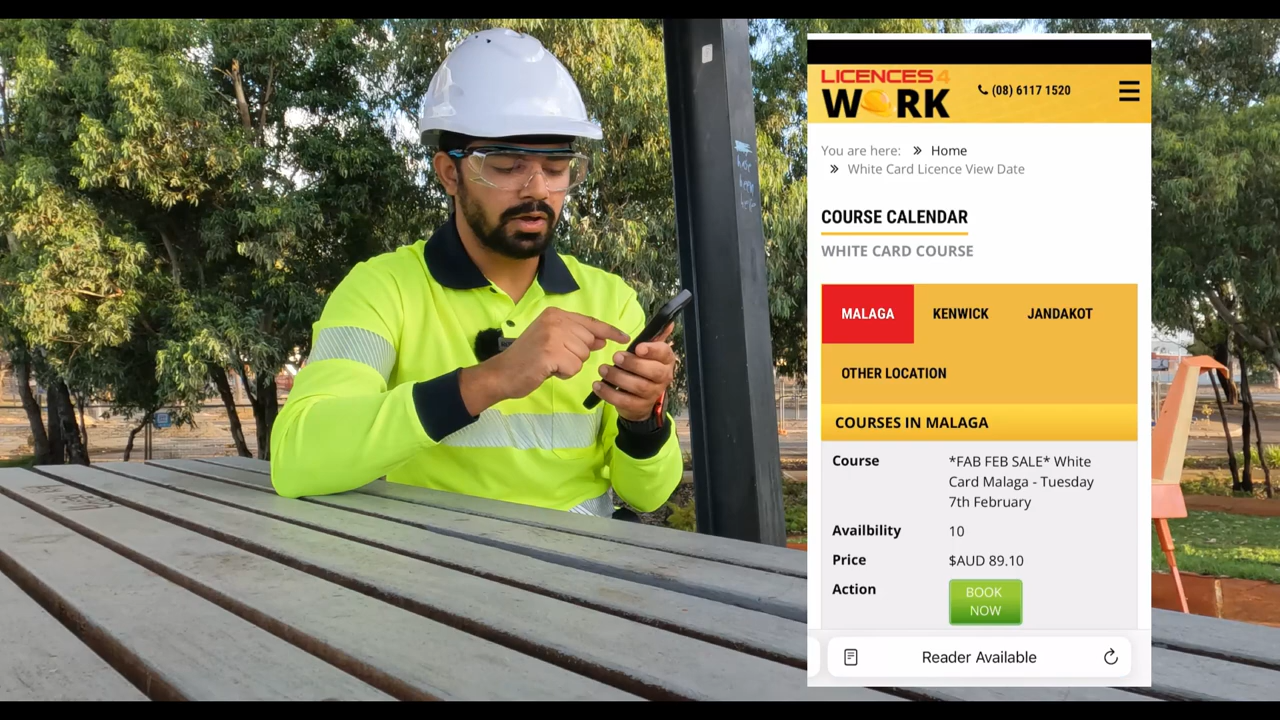 LICENCES 4
WORK
(08) 6117 1520
You are here: » Home
» White Card Licence View Date
COURSE CALENDAR
WHITE CARD COURSE
MALAGA KENWICK JANDAKOT
OTHER LOCATION
COURSES IN MALAGA
Course *FAB FEB SALE* White
Card Malaga - Tuesday
7th February
Availbility 10
Price $AUD 89.10
Action BOOK
NOW
Reader Available